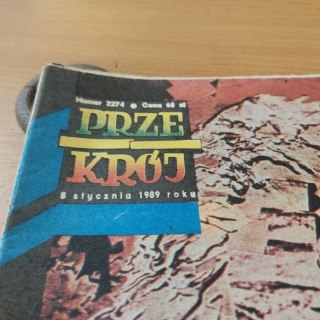 Numer 2274 ● Cena 65 zł
PRZE
KRÓJ
8 stycznia 1989 roku